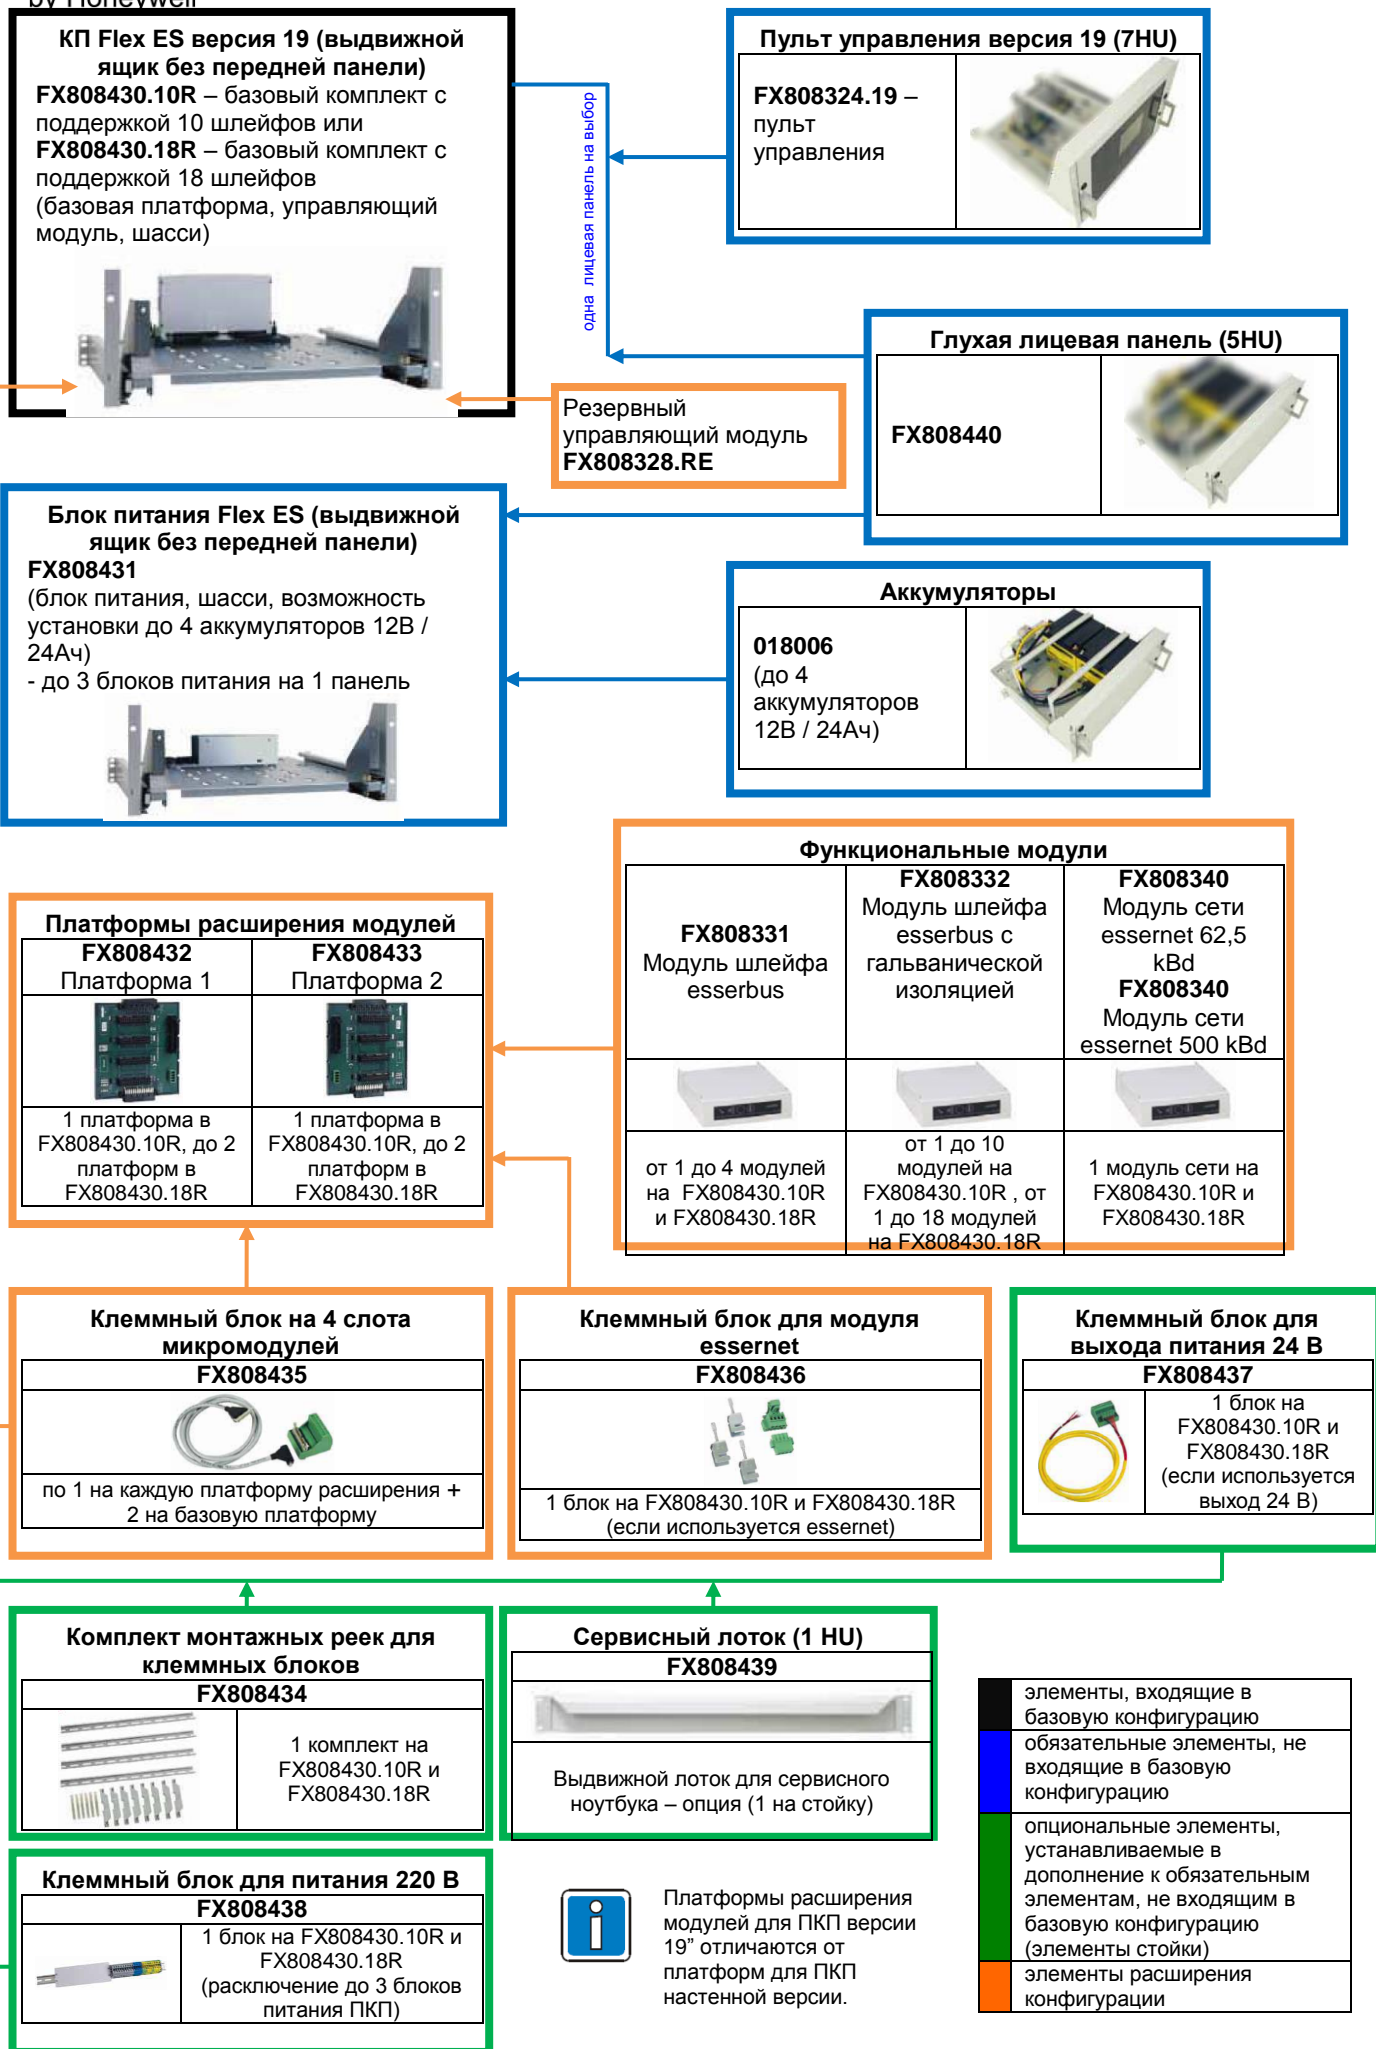 by Honeywell
КП Flex ES версия 19 (выдвижной
ящик без передней панели)
FX808430.10R – базовый комплект с
поддержкой 10 шлейфов или
FX808430.18R – базовый комплект с
поддержкой 18 шлейфов
(базовая платформа, управляющий
модуль, шасси)
одна лицевая панель на выбор
Пульт управления версия 19 (7HU)
FX808324.19 –
пульт
управления
Глухая лицевая панель (5HU)
FX808440
Резервный
управляющий модуль
FX808328.RE
Блок питания Flex ES (выдвижной
ящик без передней панели)
FX808431
(блок питания, шасси, возможность
установки до 4 аккумуляторов 12В /
24Ач)
- до 3 блоков питания на 1 панель
Аккумуляторы
018006
(до 4
аккумуляторов
12В / 24Ач)
Функциональные модули
FX808331
Модуль шлейфа
esserbus
FX808332
Модуль шлейфа
esserbus с
гальванической
изоляцией
FX808340
Модуль сети
essernet 62,5
kBd
FX808340
Модуль сети
essernet 500 kBd
от 1 до 4 модулей
на FX808430.10R
и FX808430.18R
от 1 до 10
модулей на
FX808430.10R , от
1 до 18 модулей
на FX808430.18R
1 модуль сети на
FX808430.10R и
FX808430.18R
Платформы расширения модулей
FX808432
Платформа 1
FX808433
Платформа 2
1 платформа в
FX808430.10R, до 2
платформ в
FX808430.18R
1 платформа в
FX808430.10R, до 2
платформ в
FX808430.18R
Клеммный блок на 4 слота
микромодулей
FX808435
по 1 на каждую платформу расширения +
2 на базовую платформу
Клеммный блок для модуля
essernet
FX808436
1 блок на FX808430.10R и FX808430.18R
(если используется essernet)
Клеммный блок для
выхода питания 24 В
FX808437
1 блок на
FX808430.10R и
FX808430.18R
(если используется
выход 24 В)
Комплект монтажных реек для
клеммных блоков
FX808434
1 комплект на
FX808430.10R и
FX808430.18R
Сервисный лоток (1 HU)
FX808439
Выдвижной лоток для сервисного
ноутбука – опция (1 на стойку)
Клеммный блок для питания 220 В
FX808438
1 блок на FX808430.10R и
FX808430.18R
(расключение до 3 блоков
питания ПКП)
Платформы расширения
модулей для ПКП версии
19” отличаются от
платформ для ПКП
настенной версии.
элементы, входящие в
базовую конфигурацию
обязательные элементы, не
входящие в базовую
конфигурацию
опциональные элементы,
устанавливаемые в
дополнение к обязательным
элементам, не входящим в
базовую конфигурацию
(элементы стойки)
элементы расширения
конфигурации